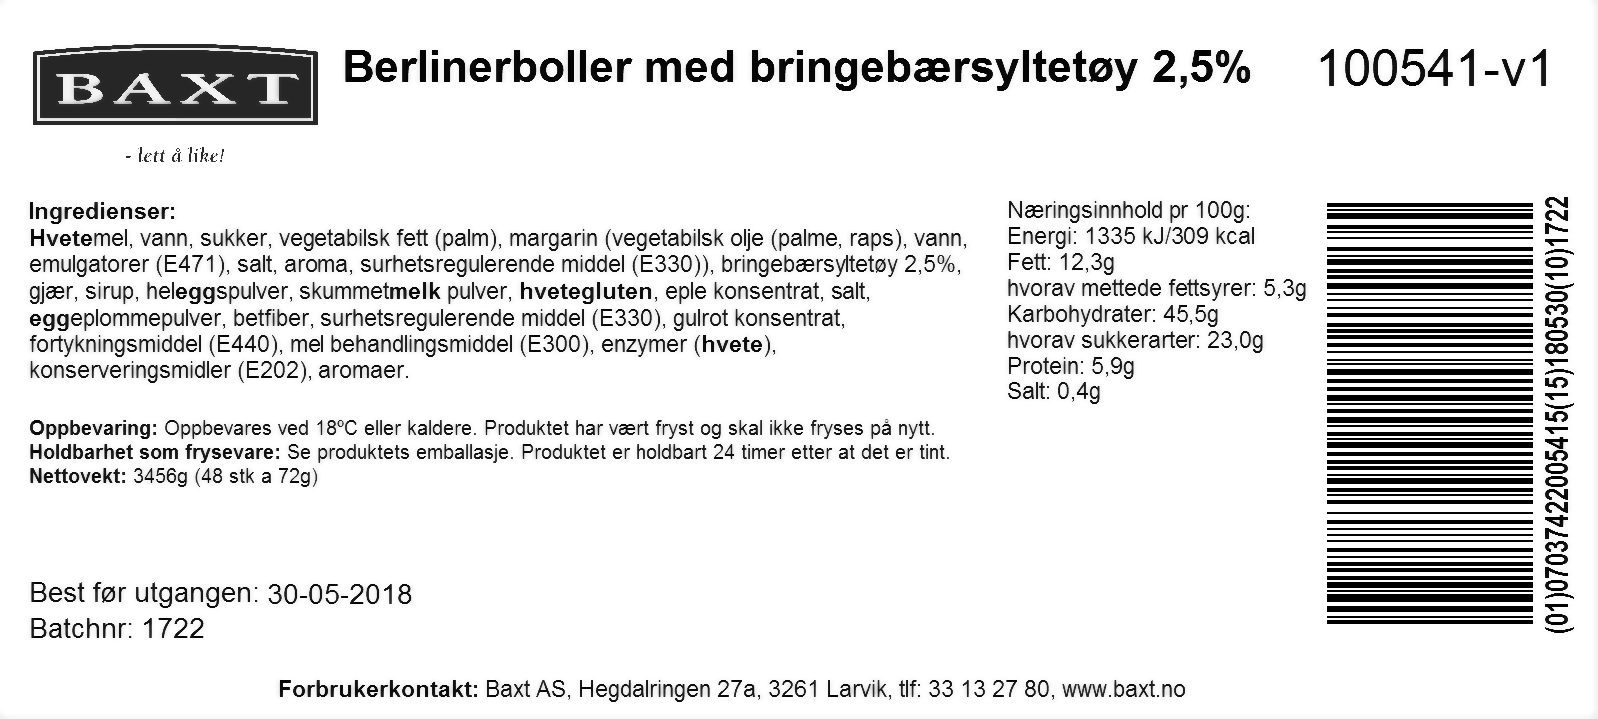 BAXT
- lett å like!
Berlinerboller med bringebærsyltetøy 2,5%
100541-v1
Ingredienser:
Hvetemel, vann, sukker, vegetabilsk fett (palm), margarin (vegetabilsk olje (palme, raps), vann,
emulgatorer (E471), salt, aroma, surhetsregulerende middel (E330)), bringebærsyltetøy 2,5%,
gjær, sirup, heleggspulver, skummetmelk pulver, hvetegluten, eple konsentrat, salt,
eggeplommepulver, betfiber, surhetsregulerende middel (E330), gulrot konsentrat,
fortykningsmiddel (E440), mel behandlingsmiddel (E300), enzymer (hvete),
konserveringsmidler (E202), aromaer.
Oppbevaring: Oppbevares ved 18ºC eller kaldere. Produktet har vært fryst og skal ikke fryses på nytt.
Holdbarhet som frysevare: Se produktets emballasje. Produktet er holdbart 24 timer etter at det er tint.
Nettovekt: 3456g (48 stk a 72g)
Næringsinnhold pr 100g:
Energi: 1335 kJ/309 kcal
Fett: 12,3g
hvorav mettede fettsyrer: 5,3g
Karbohydrater: 45,5g
hvorav sukkerarter: 23,0g
Protein: 5,9g
Salt: 0,4g
(01)07037422005415(15)180530(10)1722
Best før utgangen: 30-05-2018
Batchnr: 1722
Forbrukerkontakt: Baxt AS, Hegdalringen 27a, 3261 Larvik, tlf: 33 13 27 80, www.baxt.no